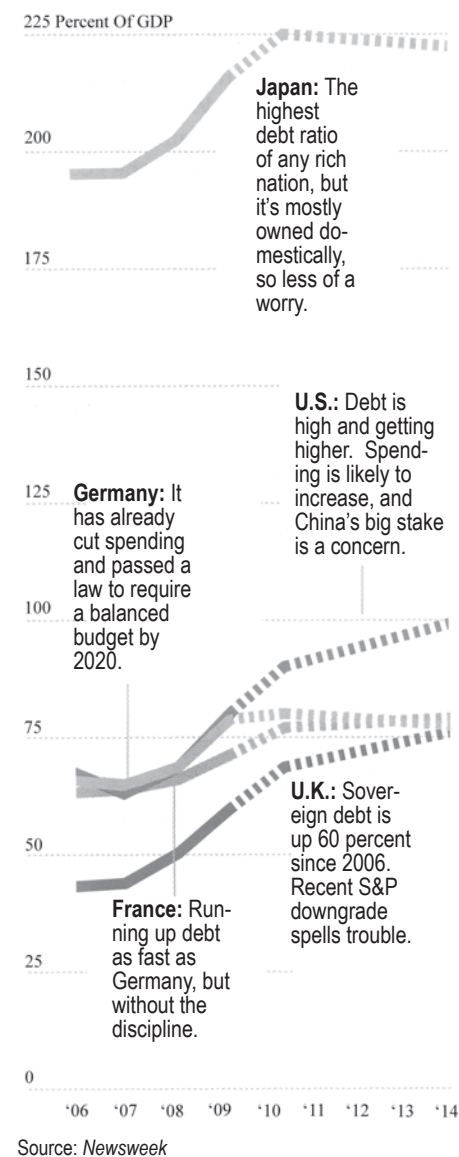 225 Percent Of GDP
Japan: The
highest
debt ratio
of any rich
nation, but
it's mostly
owned do-
mestically,
so less of a
worry.
200
175
150
U.S.: Debt is
high and getting
higher. Spend-
ing is likely to
increase, and
China's big stake
is a concern.
125
Germany: It
has already
cut spending
and passed a
law to require
a balanced
budget by
2020.
100
75
U.K.: Sover-
eign debt is
up 60 percent
since 2006.
Recent S&P
downgrade
spells trouble.
50
France: Run-
ning up debt
as fast as
Germany, but
without the
discipline.
25
0
'06 '07 '08 '09 '10 '11 '12 '13 '14
Source: Newsweek